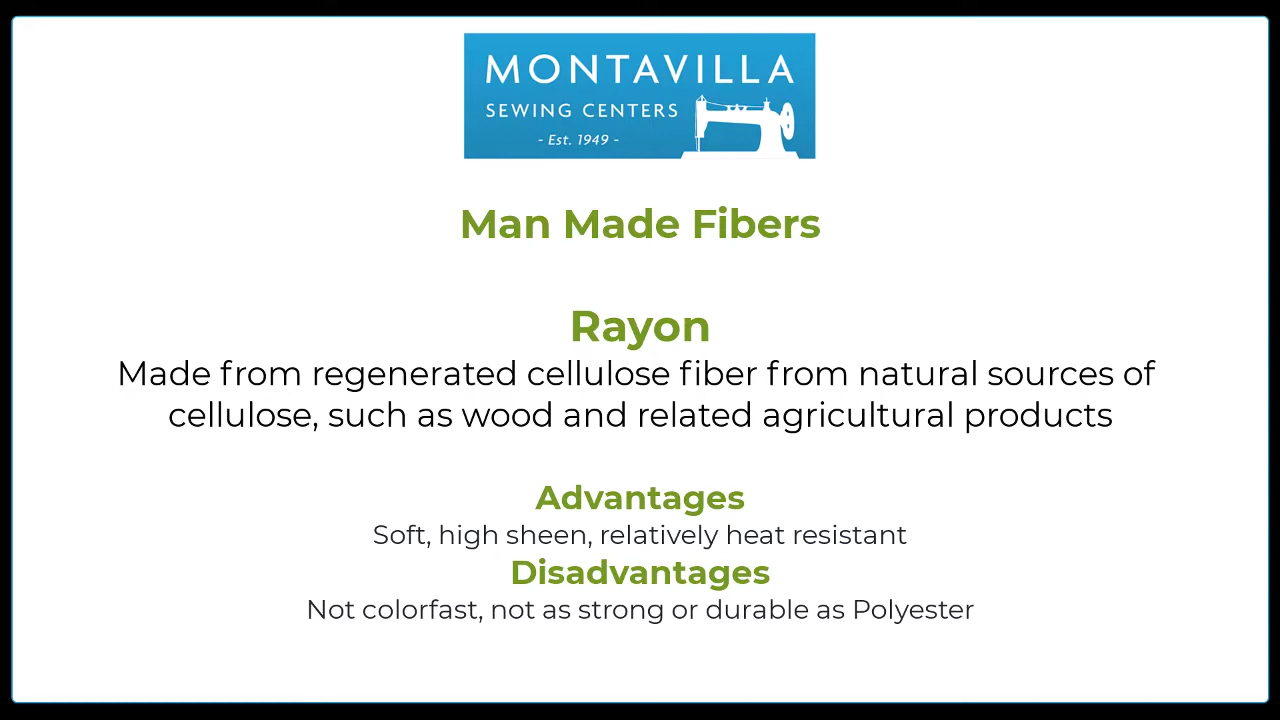 MONTAVILLA
SEWING CENTERS
- Est. 1949 -
Man Made Fibers
Rayon
Made from regenerated cellulose fiber from natural sources of
cellulose, such as wood and related agricultural products
Advantages
Soft, high sheen, relatively heat resistant
Disadvantages
Not colorfast, not as strong or durable as Polyester